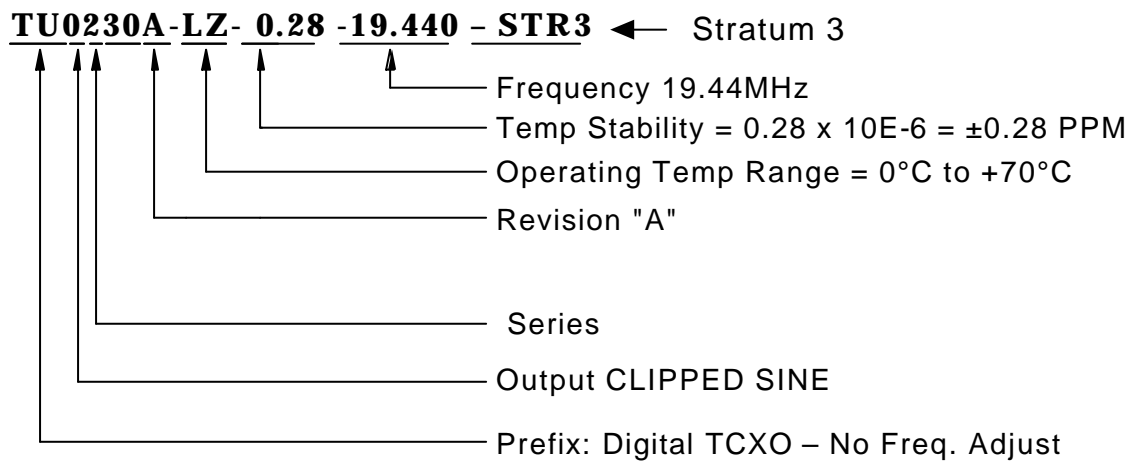 TU0230A-LZ- 0.28 -19.440 – STR3 Stratum 3
Frequency 19.44MHz
Temp Stability = 0.28 x 10E-6 = ±0.28 PPM
Operating Temp Range = 0°C to +70°C
Revision "A"
Series
Output CLIPPED SINE
Prefix: Digital TCXO – No Freq. Adjust